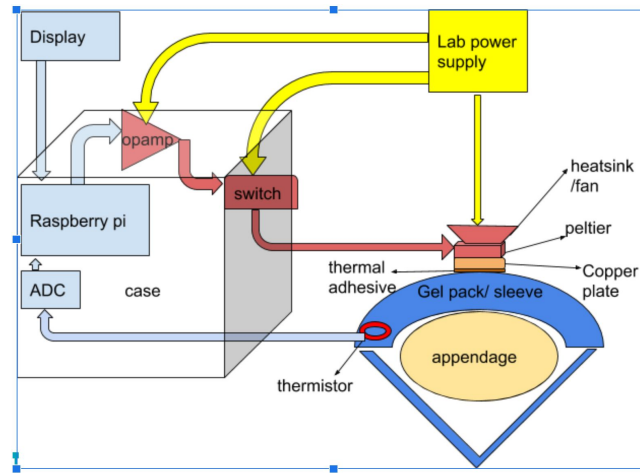 Display
Lab power
supply
opamp
switch
heatsink
/fan
Raspberry pi
peltier
thermal
adhesive
Copper
plate
ADC
case
Gel pack/ sleeve
appendage
thermistor